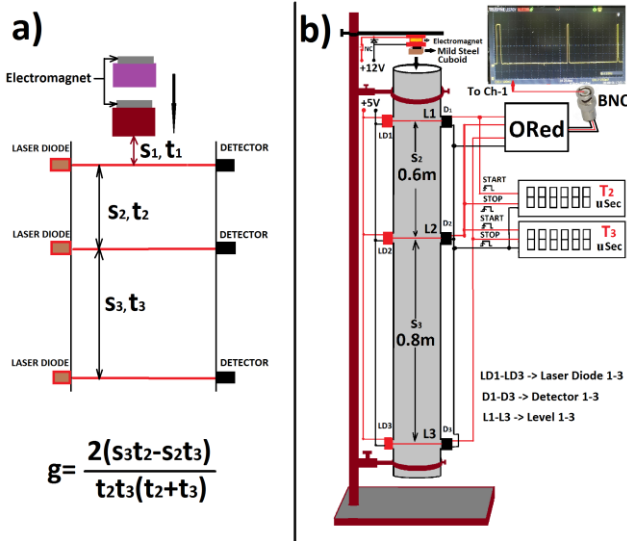 a)
Electromagnet
S1, t1
LASER DIODE
DETECTOR
S2, t2
LASER DIODE
DETECTOR
S3, t3
LASER DIODE
DETECTOR
g= 2(s3t2-s2t3)
t2t3(t2+t3)
b)
NC
Electromagnet
Mild Steel
Cuboid
+12V
To Ch-1
BNC
+5V
L1
D1
LD1
ORed
S2
0.6m
START
STOP
T2
uSec
START
STOP
T3
uSec
L2
D2
LD2
S3
0.8m
LD1-LD3 -> Laser Diode 1-3
D1-D3 -> Detector 1-3
L1-L3 -> Level 1-3
LD3
L3
D3